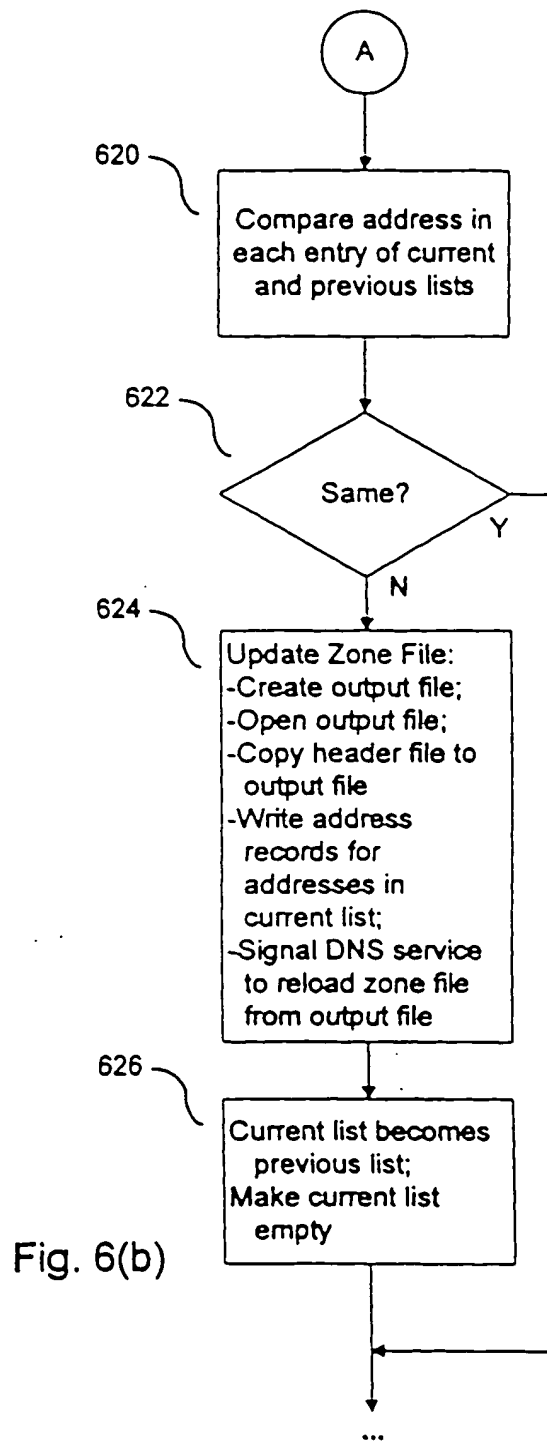 A
620
Compare address in
each entry of current
and previous lists
622
Same?
Y
N
624
Update Zone File:
-Create output file;
-Open output file;
-Copy header file to
output file
-Write address
records for
addresses in
current list;
-Signal DNS service
to reload zone file
from output file
626
Current list becomes
previous list;
Make current list
empty
Fig. 6(b)
...